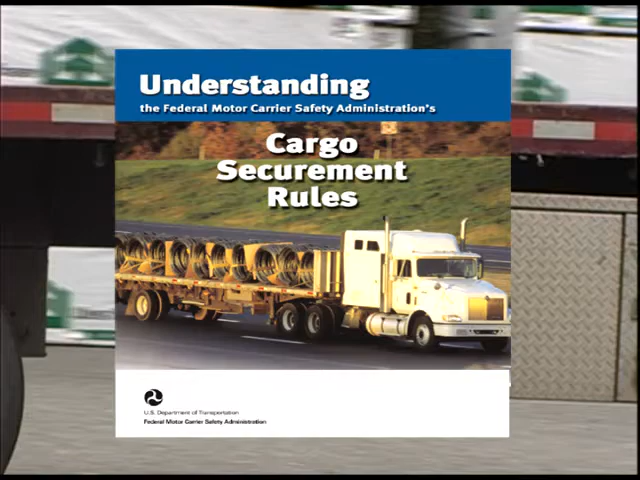 Understanding
the Federal Motor Carrier Safety Administration's
Cargo
Securement
Rules
U.S. Department of Transportation
Federal Motor Carrier Safety Administration